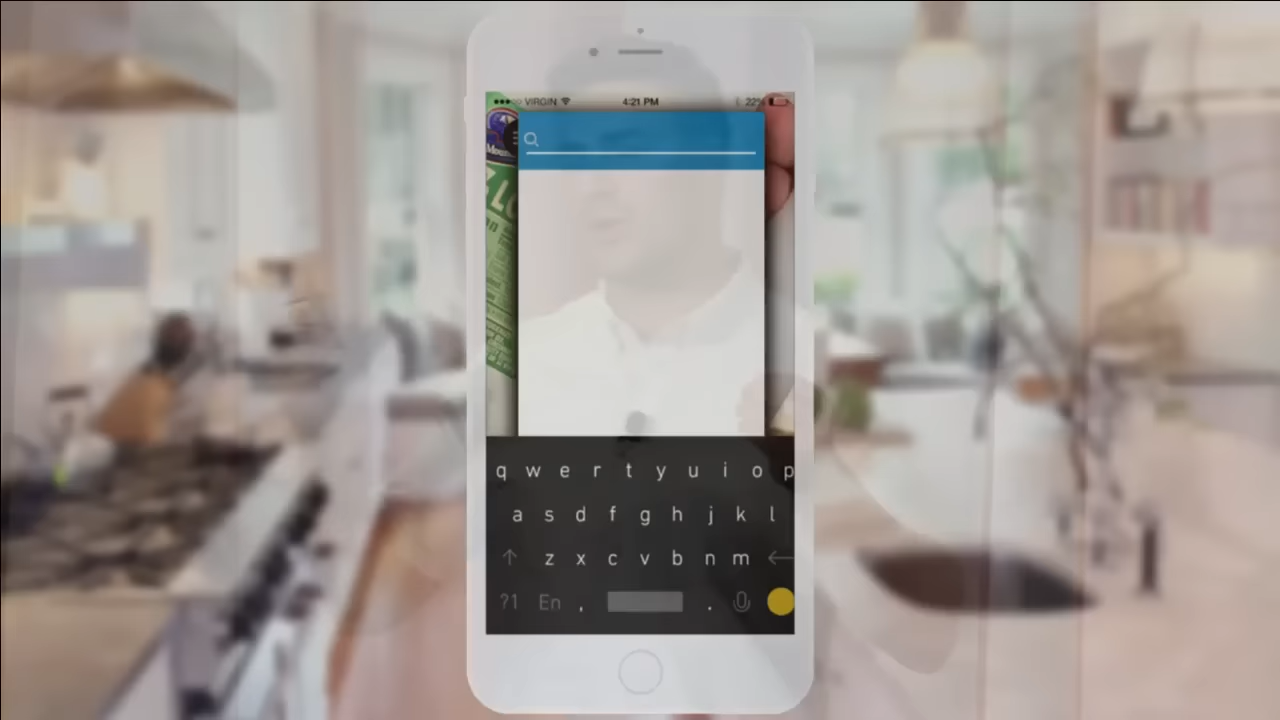 VIRGIN 4:21 PM 22%
q w e r t y u i o p
a s d f g h j k l
z x c v b n m
?1 En , .